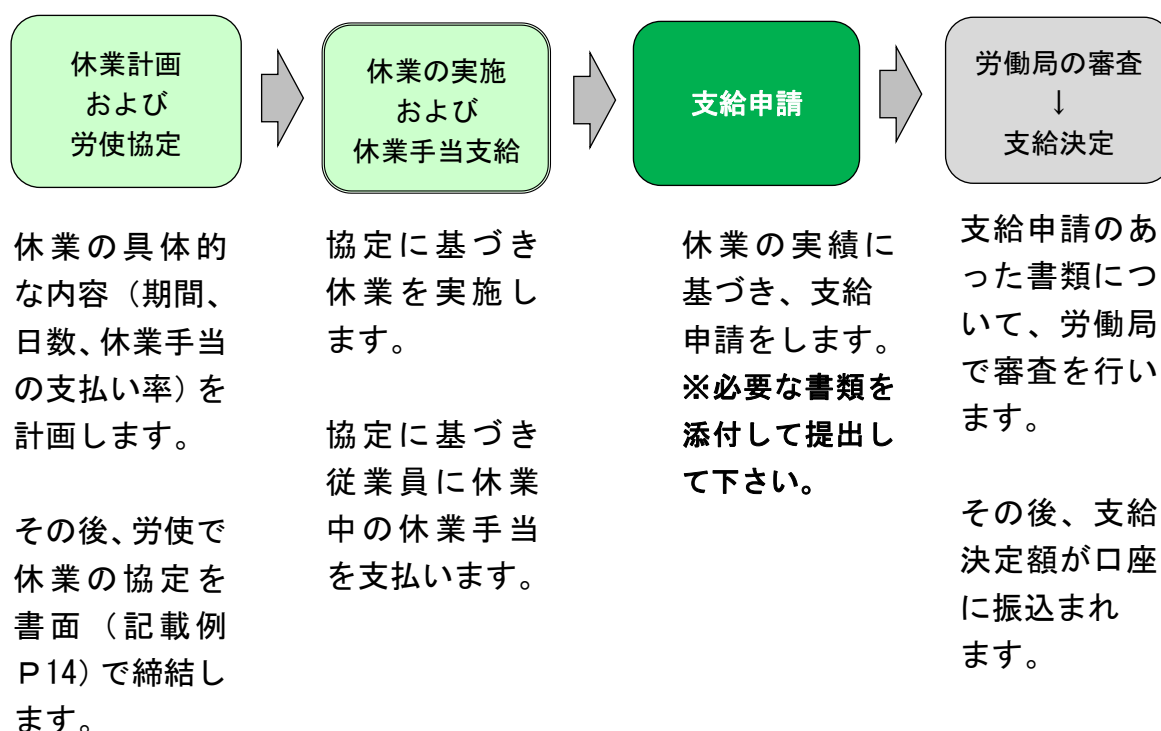 休業計画
および
労使協定
休業の実施
および
休業手当支給
支給申請
労働局の審査
↓
支給決定
休業の具体的
な内容（期間、
日数、休業手当
の支払い率）を
計画します。
その後、労使で
休業の協定を
書面（記載例
Ｐ14）で締結し
ます。
協定に基づき
休業を実施し
ます。
協定に基づき
従業員に休業
中の休業手当
を支払います。
休業の実績に
基づき、支給
申請をします。
※必要な書類を
添付して提出し
て下さい。
支給申請のあ
った書類につ
いて、労働局
で審査を行い
ます。
その後、支給
決定額が口座
に振込まれ
ます。